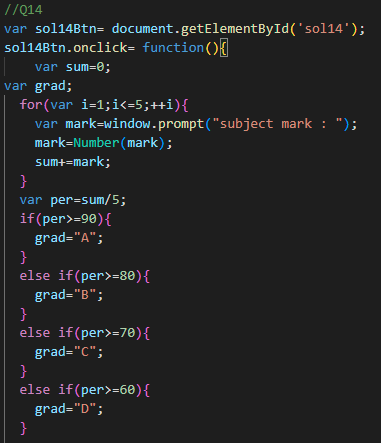 //Q14
var sol14Btn= document.getElementById('sol14');
sol14Btn.onclick= function(){
    var sum=0;
var grad;
  for(var i=1;i<=5;++i){
    var mark=window.prompt("subject mark : ");
    mark=Number(mark);
    sum+=mark;
  }
  var per=sum/5;
  if(per>=90){
    grad="A";
  }
  else if(per>=80){
    grad="B";
  }
  else if(per>=70){
    grad="C";
  }
  else if(per>=60){
    grad="D";
  }